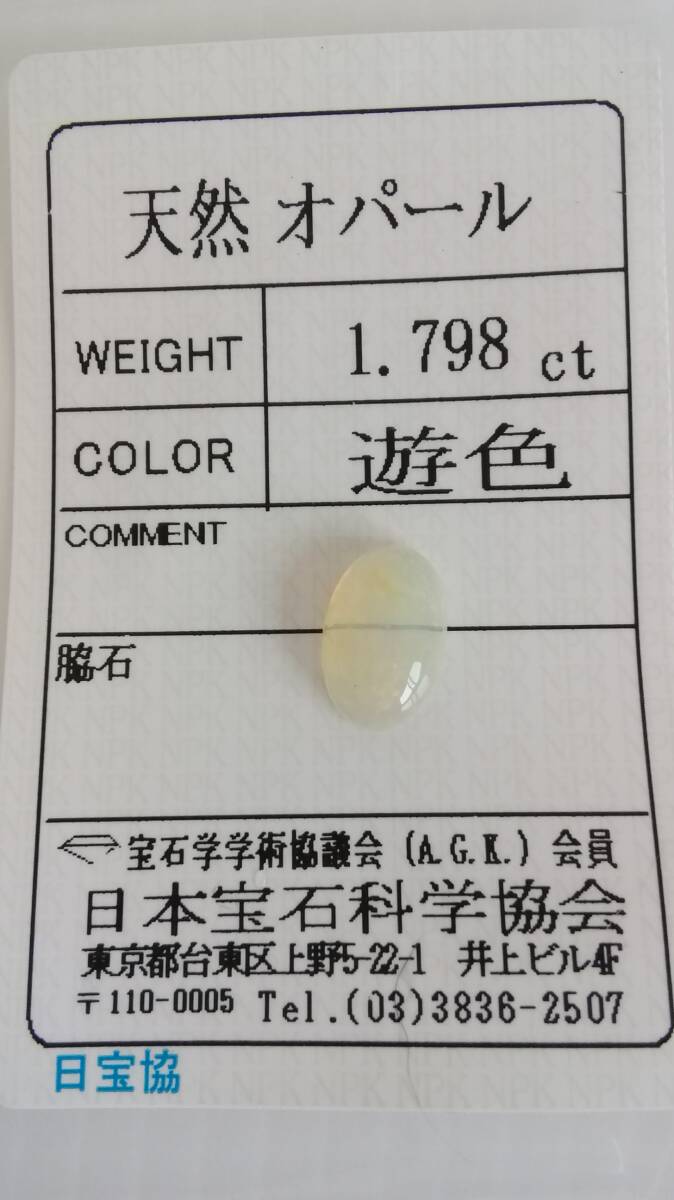 天然 オパール
WEIGHT 1.798 ct
COLOR 遊色
COMMENT
脇石
宝石学学術協議会 (A.G.K.) 会員
日本宝石科学協会
東京都台東区上野5-22-1 井上ビル4F
〒110-0005 Tel.(03)3836-2507
日宝協